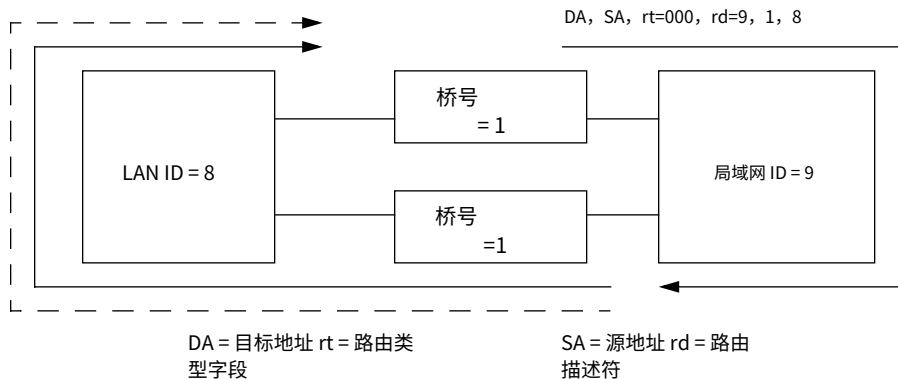 DA，SA，rt=000，rd=9，1，8
桥号
= 1
LAN ID = 8
局域网 ID = 9
桥号
=1
DA = 目标地址 rt = 路由类
型字段
SA = 源地址 rd = 路由
描述符